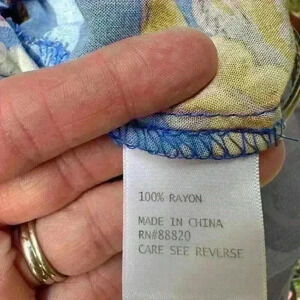 100% RAYON
MADE IN CHINA
RN#88820
CARE SEE REVERSE